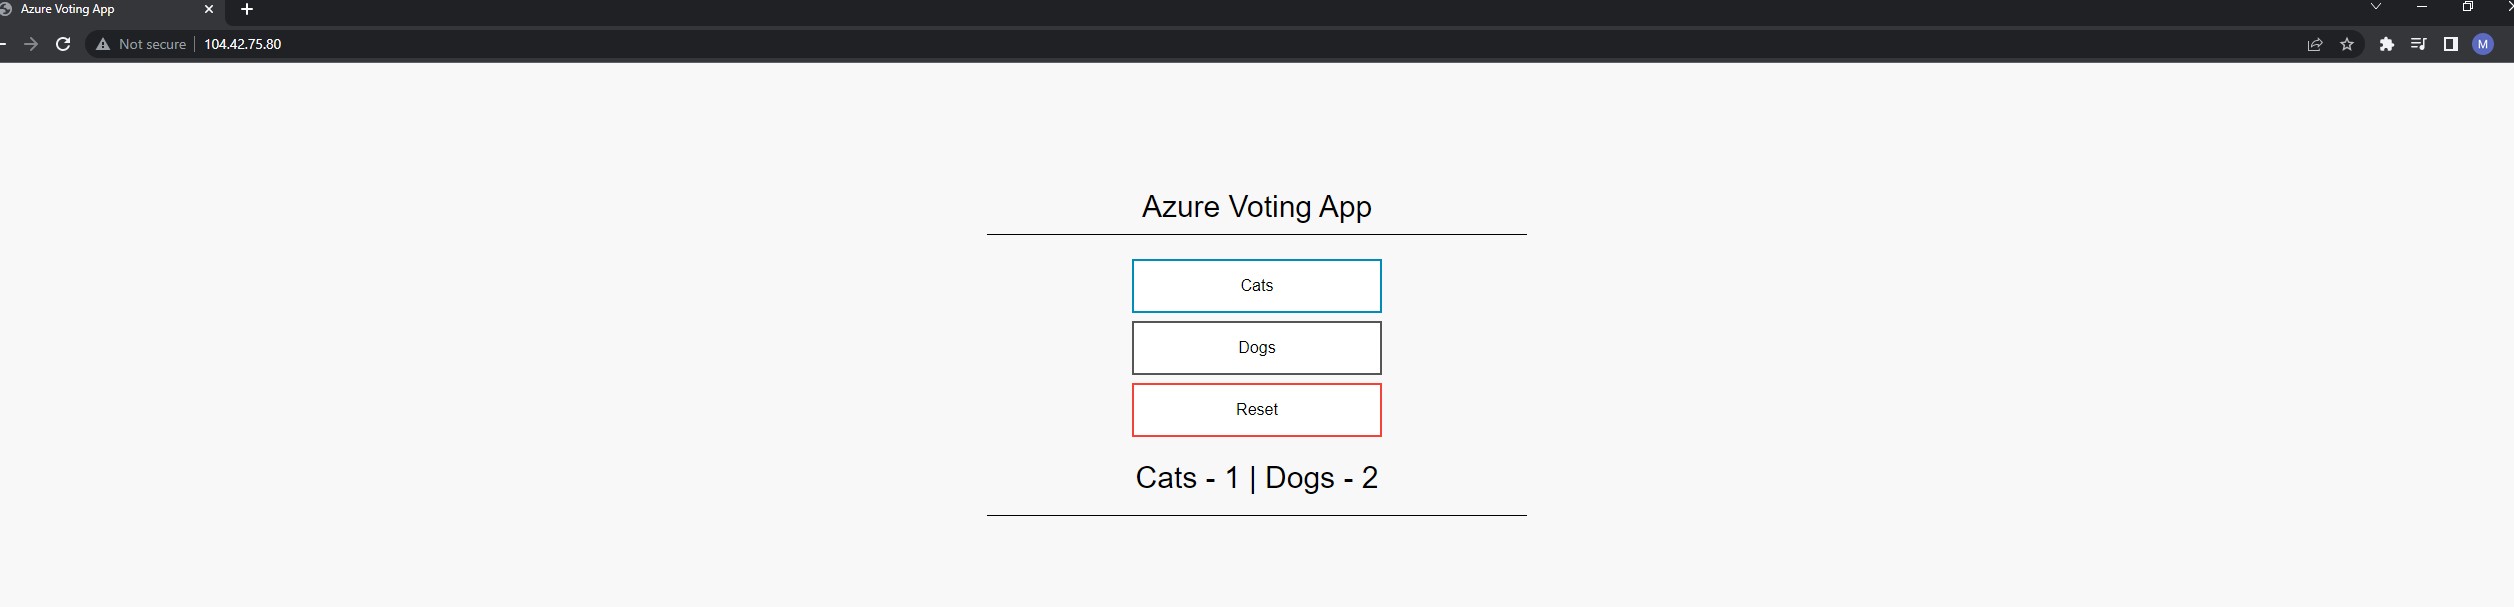 Azure Voting App
Not secure 104.42.75.80
M
Azure Voting App
Cats
Dogs
Reset
Cats - 1 | Dogs - 2